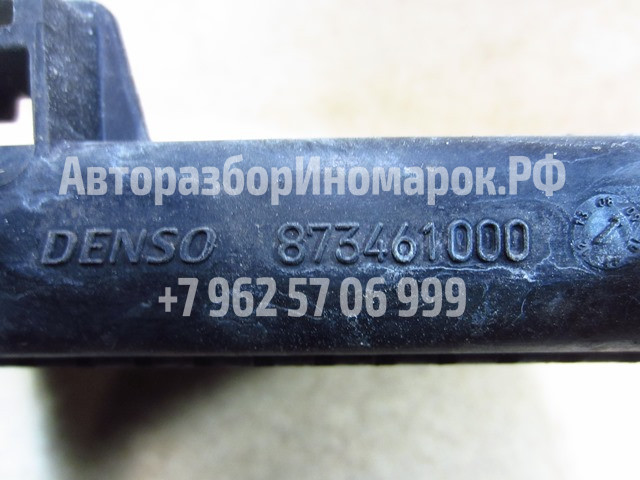 АвторазборИномарок.РФ
DENSO 873461000
+7 962 57 06 999